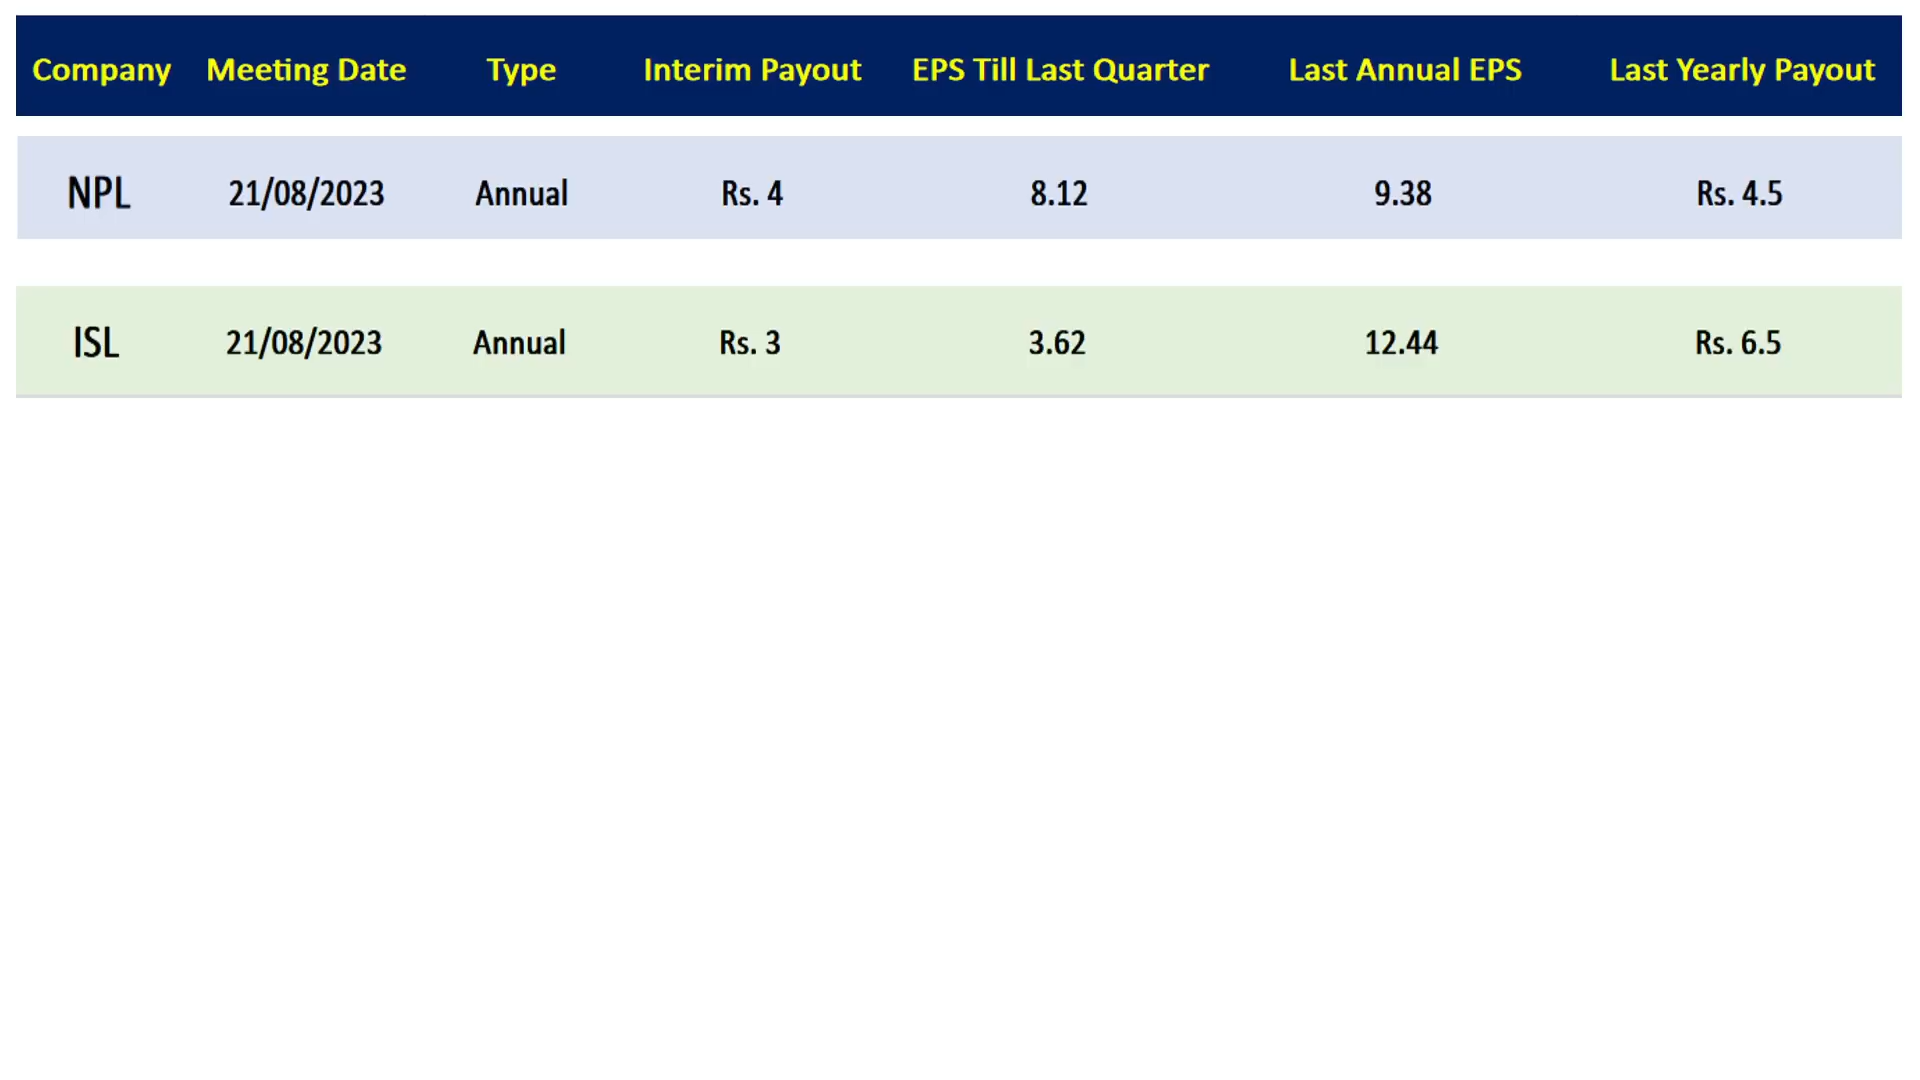 Company Meeting Date Type Interim Payout EPS Till Last Quarter Last Annual EPS Last Yearly Payout
NPL 21/08/2023 Annual Rs. 4 8.12 9.38 Rs. 4.5
ISL 21/08/2023 Annual Rs. 3 3.62 12.44 Rs. 6.5